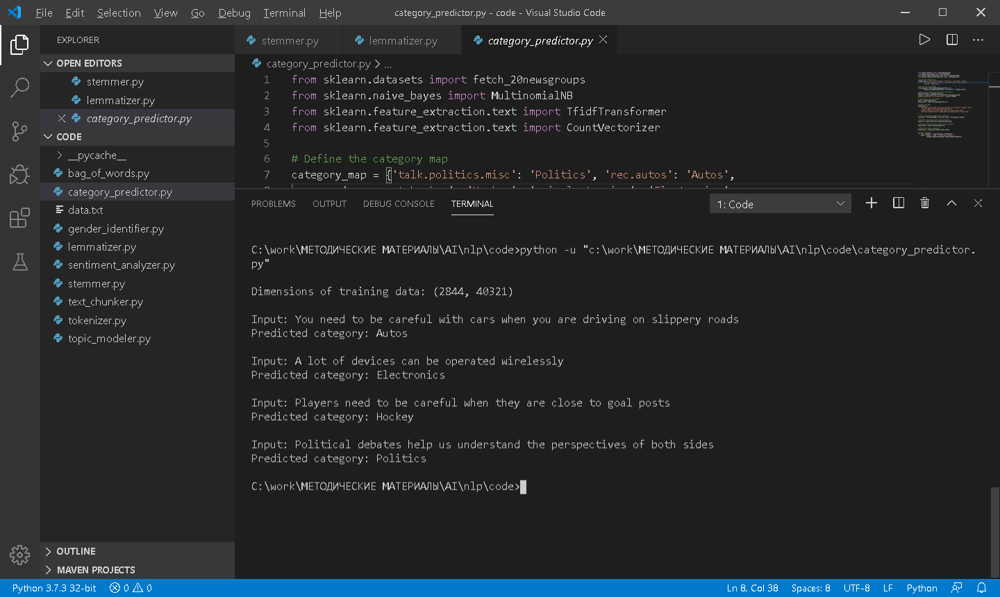 File Edit Selection View Go Debug Terminal Help category_predictor.py - code - Visual Studio Code
EXPLORER
OPEN EDITORS
stemmer.py
lemmatizer.py
category_predictor.py
CODE
__pycache__
bag_of_words.py
category_predictor.py
data.txt
gender_identifier.py
lemmatizer.py
sentiment_analyzer.py
stemmer.py
text_chunker.py
tokenizer.py
topic_modeler.py
OUTLINE
MAVEN PROJECTS
stemmer.py lemmatizer.py category_predictor.py
category_predictor.py > ...
1 from sklearn.datasets import fetch_20newsgroups
2 from sklearn.naive_bayes import MultinomialNB
3 from sklearn.feature_extraction.text import TfidfTransformer
4 from sklearn.feature_extraction.text import CountVectorizer
5
6 # Define the category map
7 category_map = {'talk.politics.misc': 'Politics', 'rec.autos': 'Autos',
PROBLEMS OUTPUT DEBUG CONSOLE TERMINAL 1: Code
C:\work\МЕТОДИЧЕСКИЕ МАТЕРИАЛЫ\AI\nlp\code>python -u "c:\work\МЕТОДИЧЕСКИЕ МАТЕРИАЛЫ\AI\nlp\code\category_predictor.
py"
Dimensions of training data: (2844, 40321)
Input: You need to be careful with cars when you are driving on slippery roads
Predicted category: Autos
Input: A lot of devices can be operated wirelessly
Predicted category: Electronics
Input: Players need to be careful when they are close to goal posts
Predicted category: Hockey
Input: Political debates help us understand the perspectives of both sides
Predicted category: Politics
C:\work\МЕТОДИЧЕСКИЕ МАТЕРИАЛЫ\AI\nlp\code>
Python 3.7.3 32-bit 0 0 Ln 8, Col 38 Spaces: 8 UTF-8 LF Python